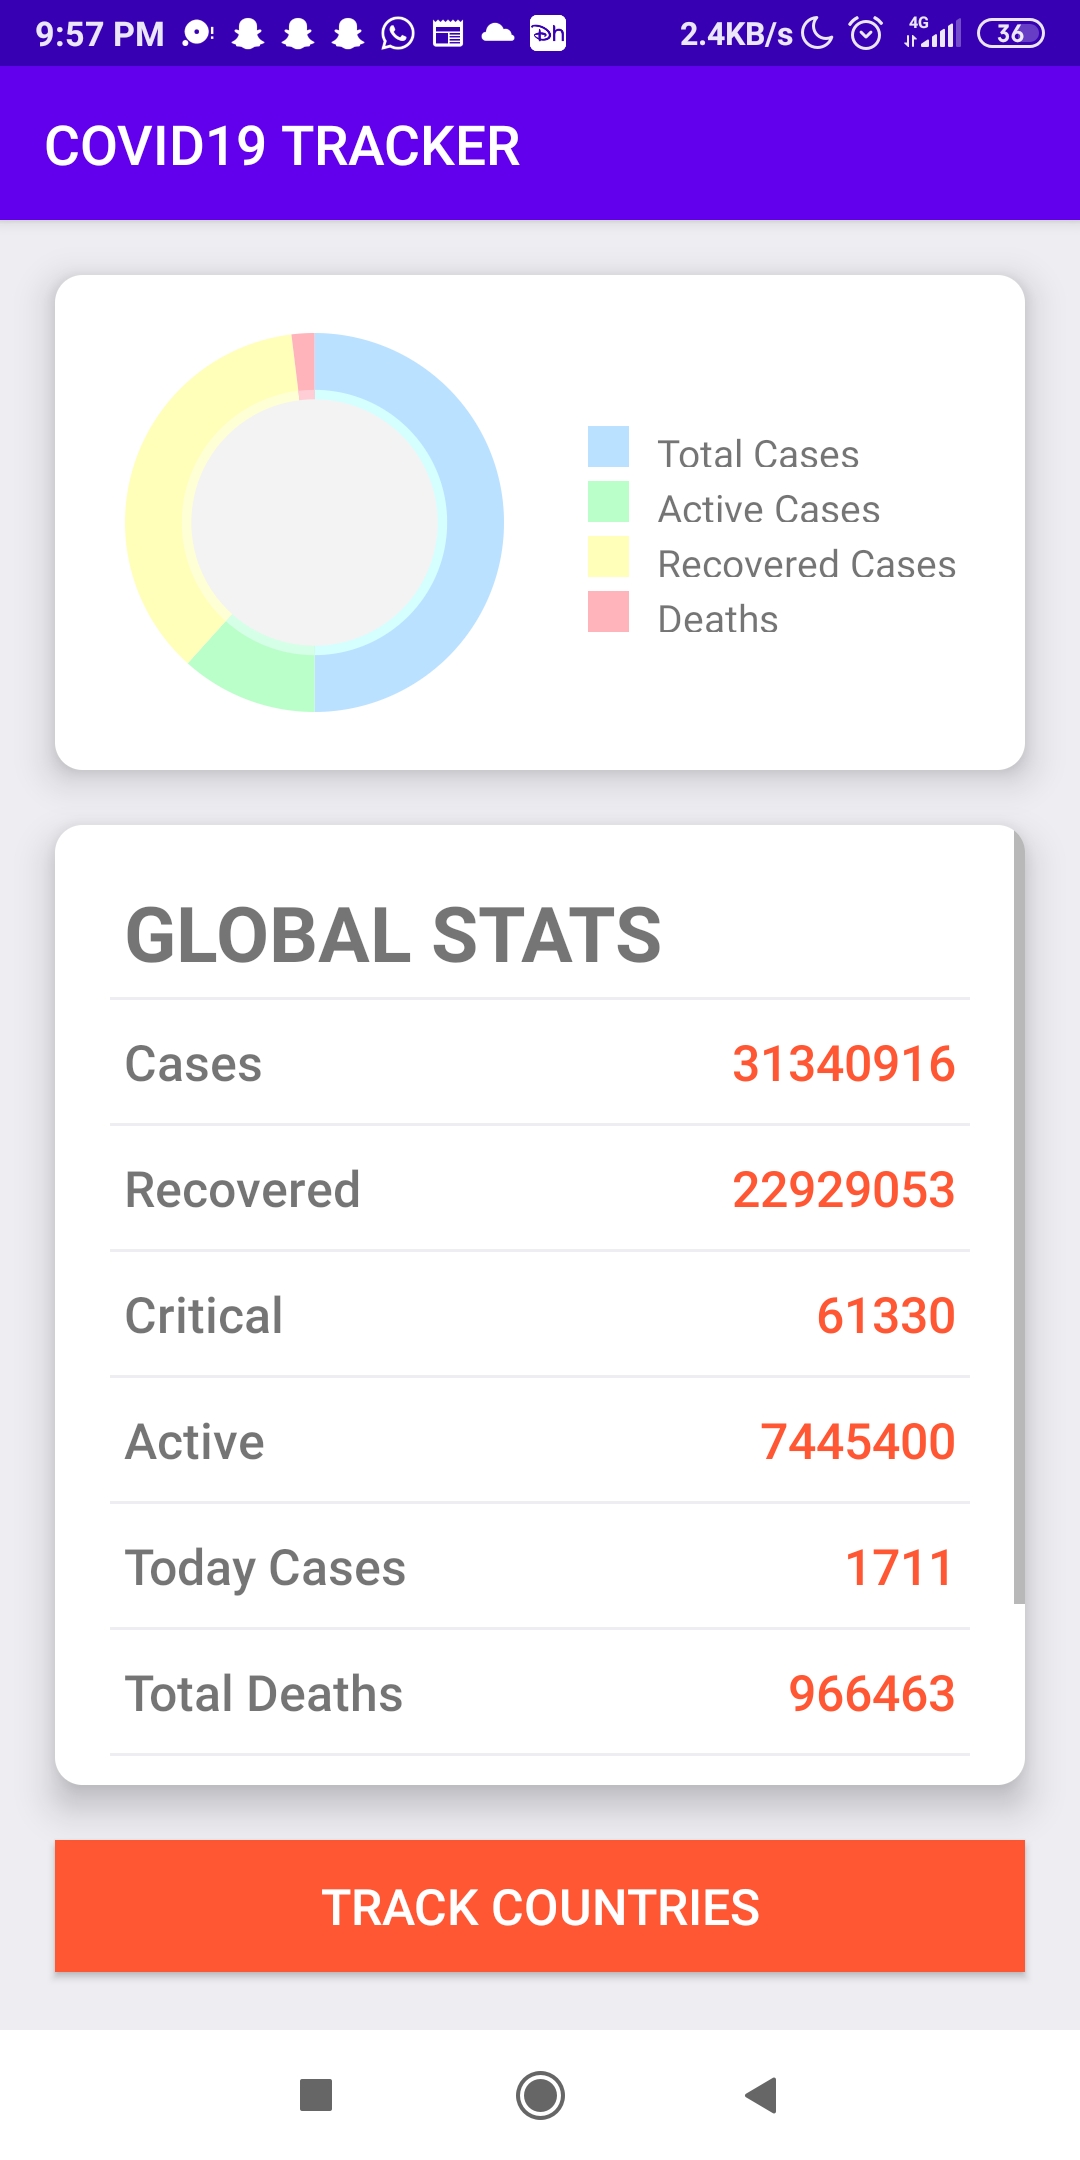 9:57 PM Dh 2.4KB/s 4G 36
COVID19 TRACKER
Total Cases
Active Cases
Recovered Cases
Deaths
GLOBAL STATS
Cases 31340916
Recovered 22929053
Critical 61330
Active 7445400
Today Cases 1711
Total Deaths 966463
TRACK COUNTRIES